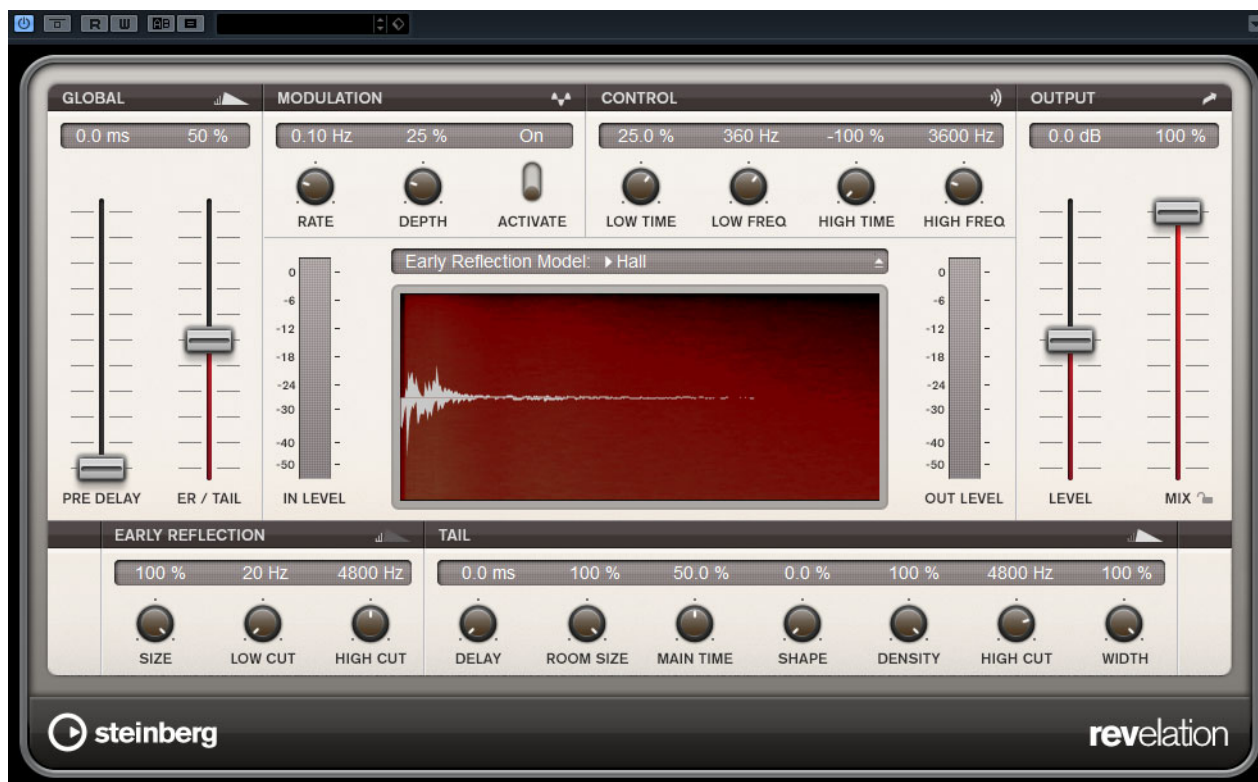 R W AB
GLOBAL MODULATION CONTROL OUTPUT
0.0 ms 50 % 0.10 Hz 25 % On 25.0 % 360 Hz -100 % 3600 Hz 0.0 dB 100 %
RATE DEPTH ACTIVATE LOW TIME LOW FREQ HIGH TIME HIGH FREQ
Early Reflection Model: Hall
0 0
-6 -6
-12 -12
-18 -18
-24 -24
-30 -30
-40 -40
-50 -50
PRE DELAY ER / TAIL IN LEVEL OUT LEVEL LEVEL MIX
EARLY REFLECTION TAIL
100 % 20 Hz 4800 Hz 0.0 ms 100 % 50.0 % 0.0 % 100 % 4800 Hz 100 %
SIZE LOW CUT HIGH CUT DELAY ROOM SIZE MAIN TIME SHAPE DENSITY HIGH CUT WIDTH
steinberg revelation